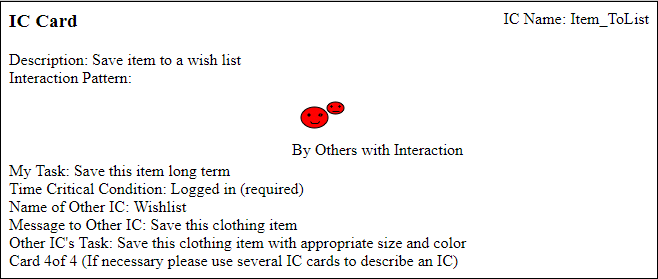 IC Card
IC Name: Item_ToList
Description: Save item to a wish list
Interaction Pattern:
By Others with Interaction
My Task: Save this item long term
Time Critical Condition: Logged in (required)
Name of Other IC: Wishlist
Message to Other IC: Save this clothing item
Other IC's Task: Save this clothing item with appropriate size and color
Card 4of 4 (If necessary please use several IC cards to describe an IC)